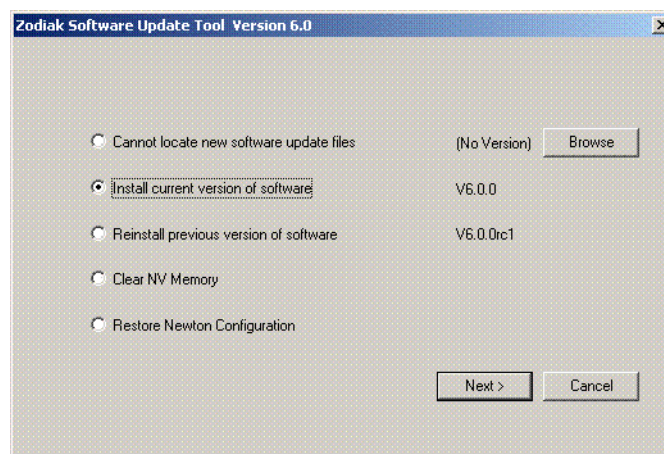 Zodiak Software Update Tool Version 6.0
Cannot locate new software update files (No Version) Browse
Install current version of software V6.0.0
Reinstall previous version of software V6.0.0rc1
Clear NV Memory
Restore Newton Configuration
Next > Cancel